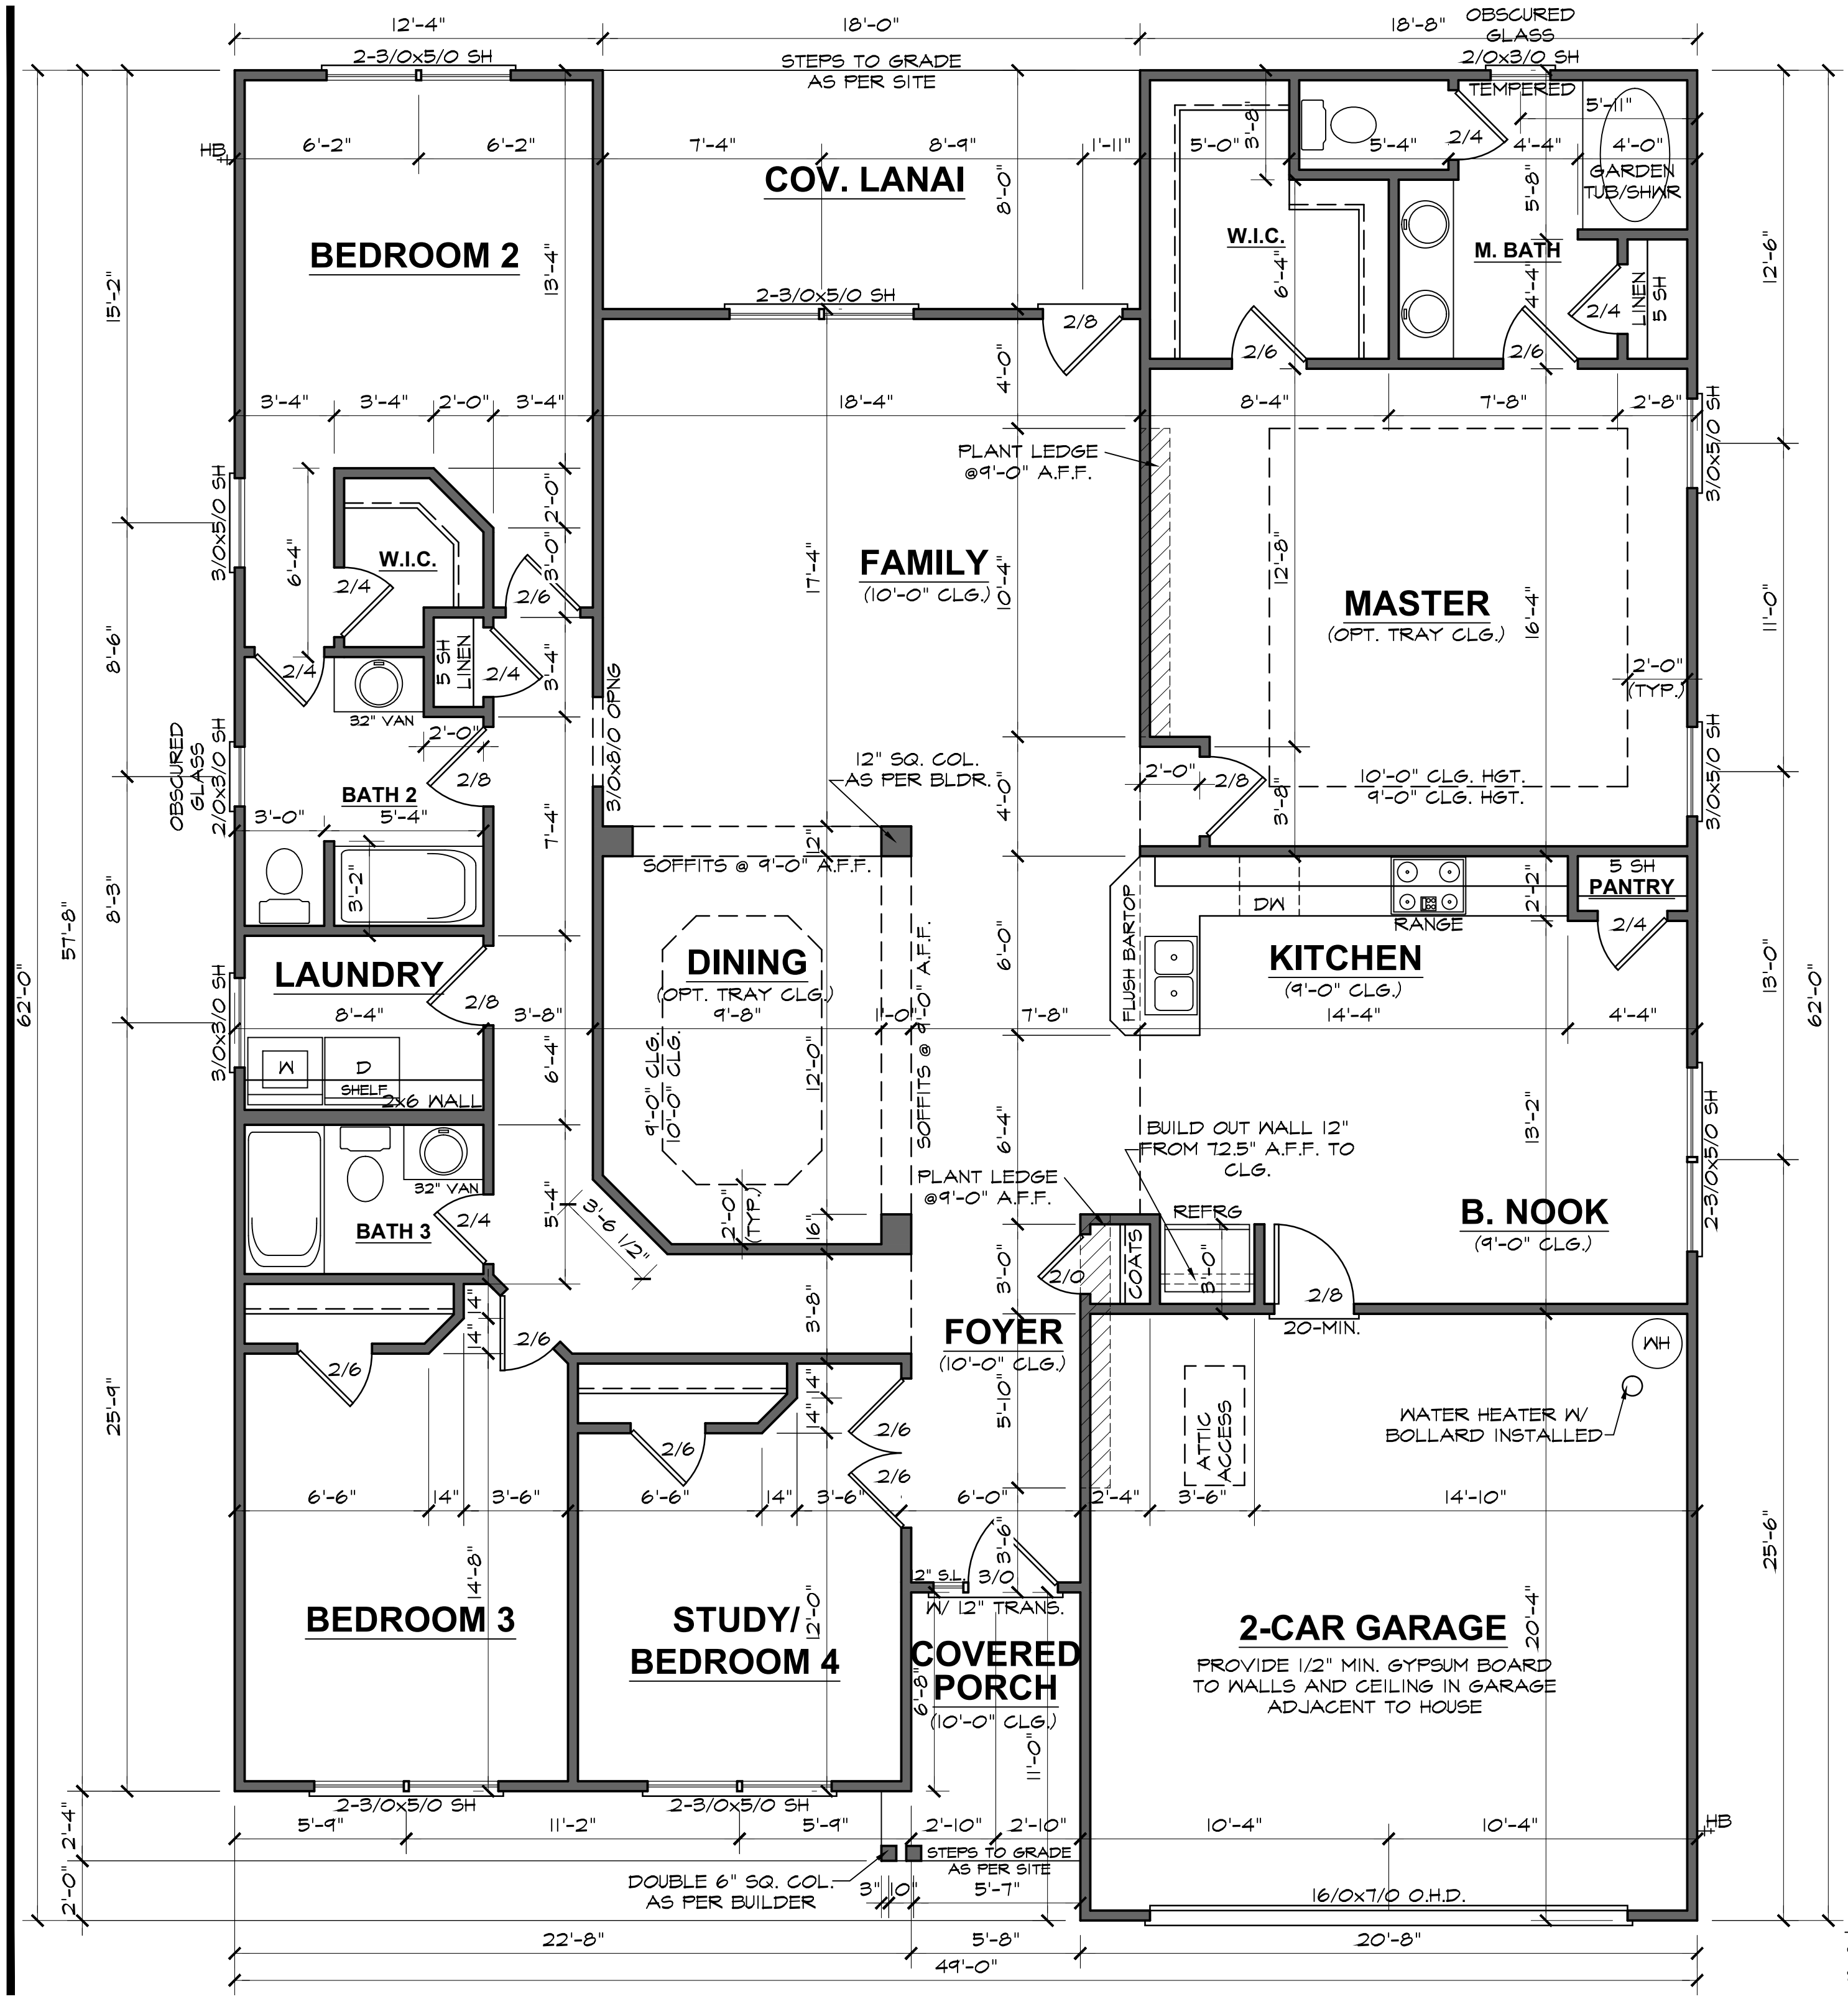 12'-4"
18'-0"
18'-8"
OBSCURED
GLASS
2/0x3/0 SH
TEMPERED
2-3/0x5/0 SH
STEPS TO GRADE
AS PER SITE
5'-11"
HB
6'-2"
6'-2"
7'-4"
8'-9"
1'-11"
5'-0"
3'-8"
5'-4"
2/4
4'-4"
4'-0"
GARDEN
TUB/SHWR
5'-8"
COV. LANAI
8'-0"
BEDROOM 2
13'-4"
W.I.C.
6'-4"
M. BATH
4'-4"
2/4
LINEN
5 SH
12'-6"
15'-2"
2-3/0x5/0 SH
2/8
2/6
2/6
4'-0"
3'-4"
3'-4"
2'-0"
3'-4"
18'-4"
8'-4"
7'-8"
2'-8"
3/0x5/0 SH
PLANT LEDGE
@9'-0" A.F.F.
3/0x5/0 SH
2'-0"
3'-0"
6'-4"
W.I.C.
2/4
2/6
17'-4"
FAMILY
(10'-0" CLG.)
10'-4"
12'-8"
MASTER
(OPT. TRAY CLG.)
16'-4"
11'-0"
8'-6"
2/4
5 SH
LINEN
2/4
3'-4"
32" VAN
2'-0"
(TYP.)
3/0x8/0 OPNG
OBSCURED
GLASS
2/0x3/0 SH
2'-0"
2/8
12" SQ. COL.
AS PER BLDR.
4'-0"
2'-0"
2/8
3'-8"
10'-0" CLG. HGT.
9'-0" CLG. HGT.
3/0x5/0 SH
BATH 2
3'-0"
5'-4"
7'-4"
12"
SOFFITS @ 9'-0" A.F.F.
3'-2"
8'-3"
57'-8"
62'-0"
5 SH
PANTRY
2/4
2'-2"
DW
RANGE
FLUSH BARTOP
6'-0"
KITCHEN
(9'-0" CLG.)
14'-4"
4'-4"
13'-0"
62'-0"
LAUNDRY
2/8
8'-4"
3'-8"
DINING
(OPT. TRAY CLG.)
9'-8"
1'-0"
7'-8"
SOFFITS @ 9'-0" A.F.F.
9'-0" CLG.
10'-0" CLG.
12'-0"
3/0x3/0 SH
W
D
SHELF
2x6 WALL
6'-4"
6'-4"
BUILD OUT WALL 12"
FROM 72.5" A.F.F. TO
CLG.
13'-2"
2-3/0x5/0 SH
PLANT LEDGE
@9'-0" A.F.F.
32" VAN
BATH 3
2/4
5'-4"
3'-6 1/2"
2'-0"
(TYP.)
16"
REFRG
B. NOOK
(9'-0" CLG.)
3'-0"
2/0
COATS
3'-0"
2/8
20-MIN.
14"
14"
2/6
2/6
3'-8"
FOYER
(10'-0" CLG.)
WH
25'-9"
14"
14"
2/6
2/6
2/6
5'-10"
ATTIC
ACCESS
WATER HEATER W/
BOLLARD INSTALLED
6'-6"
14"
3'-6"
6'-6"
14"
3'-6"
6'-0"
2'-4"
3'-6"
14'-10"
25'-6"
14'-8"
3'-6"
12" S.L.
3/0
W/ 12" TRANS.
BEDROOM 3
STUDY/
BEDROOM 4
12'-0"
COVERED
PORCH
(10'-0" CLG.)
6'-8"
11'-0"
2-CAR GARAGE
PROVIDE 1/2" MIN. GYPSUM BOARD
TO WALLS AND CEILING IN GARAGE
ADJACENT TO HOUSE
20'-4"
2-3/0x5/0 SH
2-3/0x5/0 SH
5'-9"
11'-2"
5'-9"
2'-10"
2'-10"
10'-4"
10'-4"
HB
2'-4"
2'-0"
STEPS TO GRADE
AS PER SITE
DOUBLE 6" SQ. COL.
AS PER BUILDER
3"
10"
5'-7"
16/0x7/0 O.H.D.
22'-8"
5'-8"
20'-8"
49'-0"